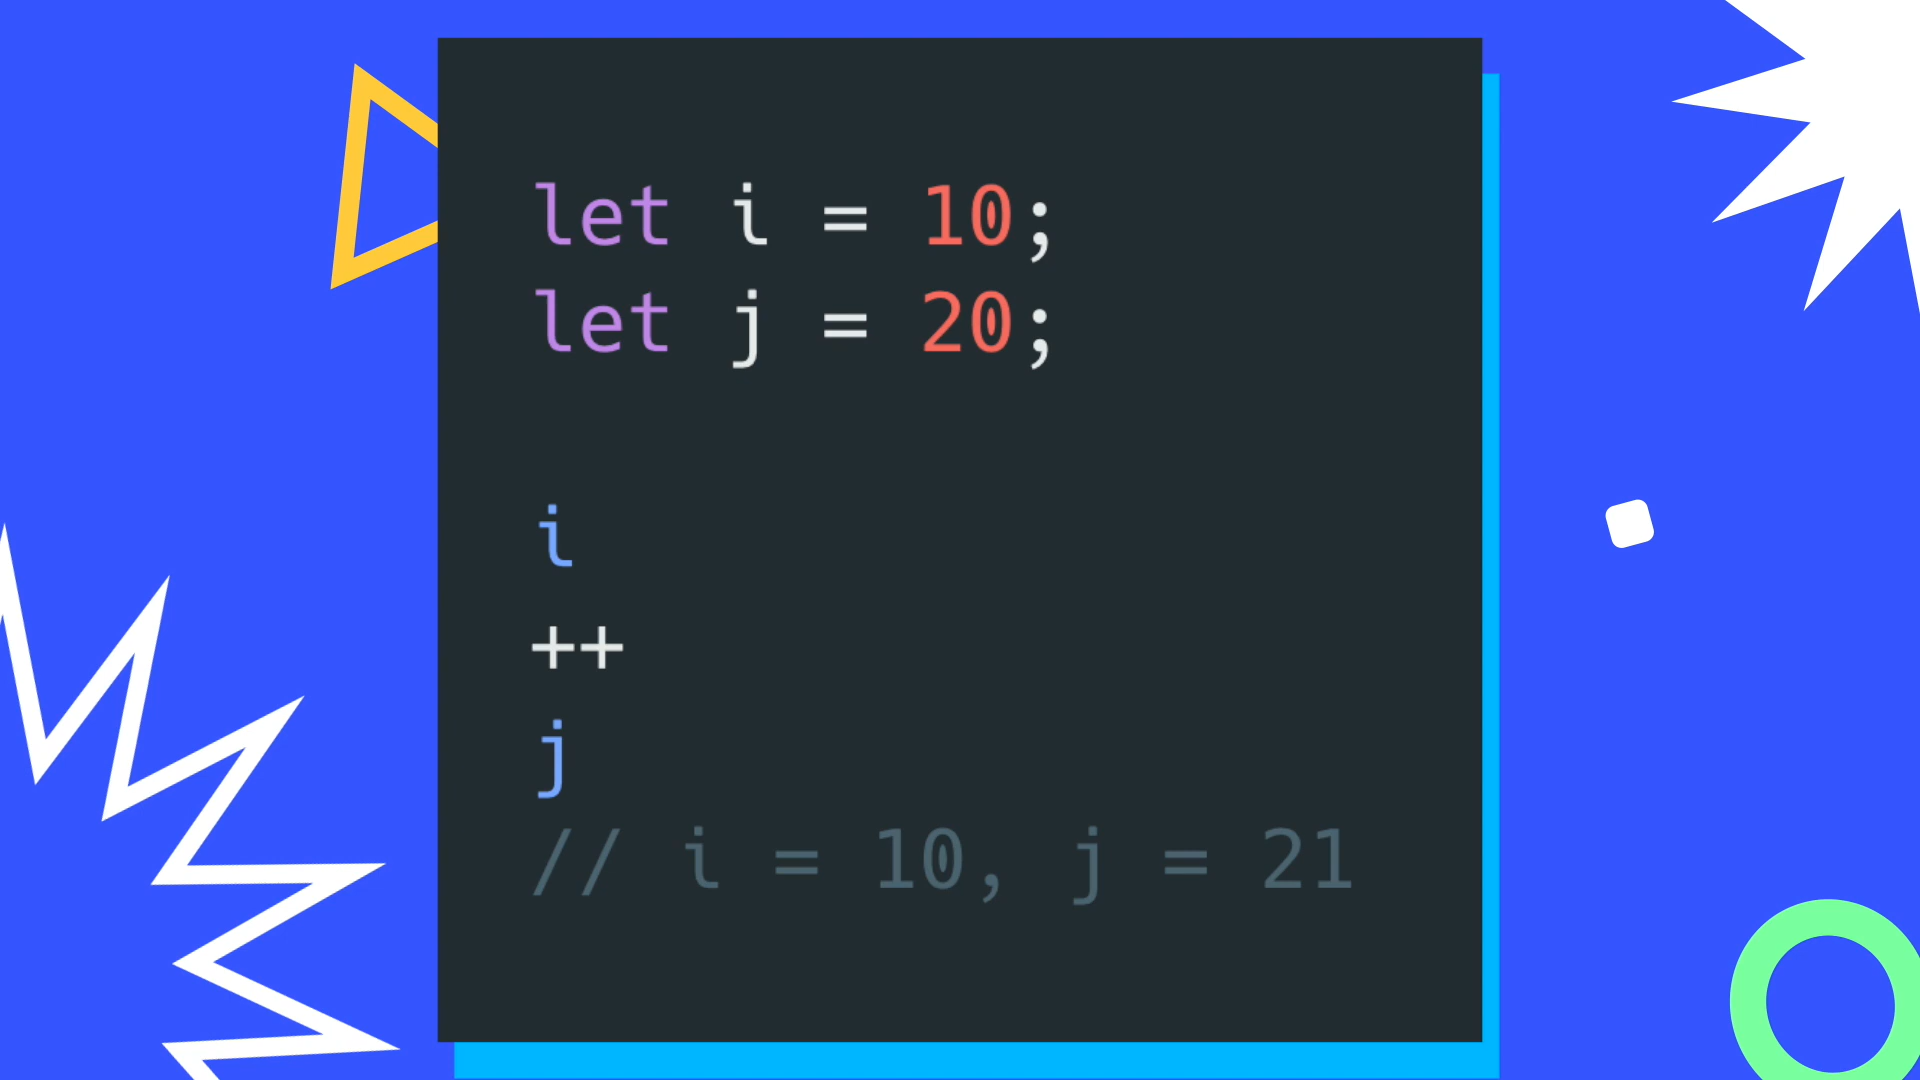 let i = 10;
let j = 20;
i
++
j
// i = 10, j = 21